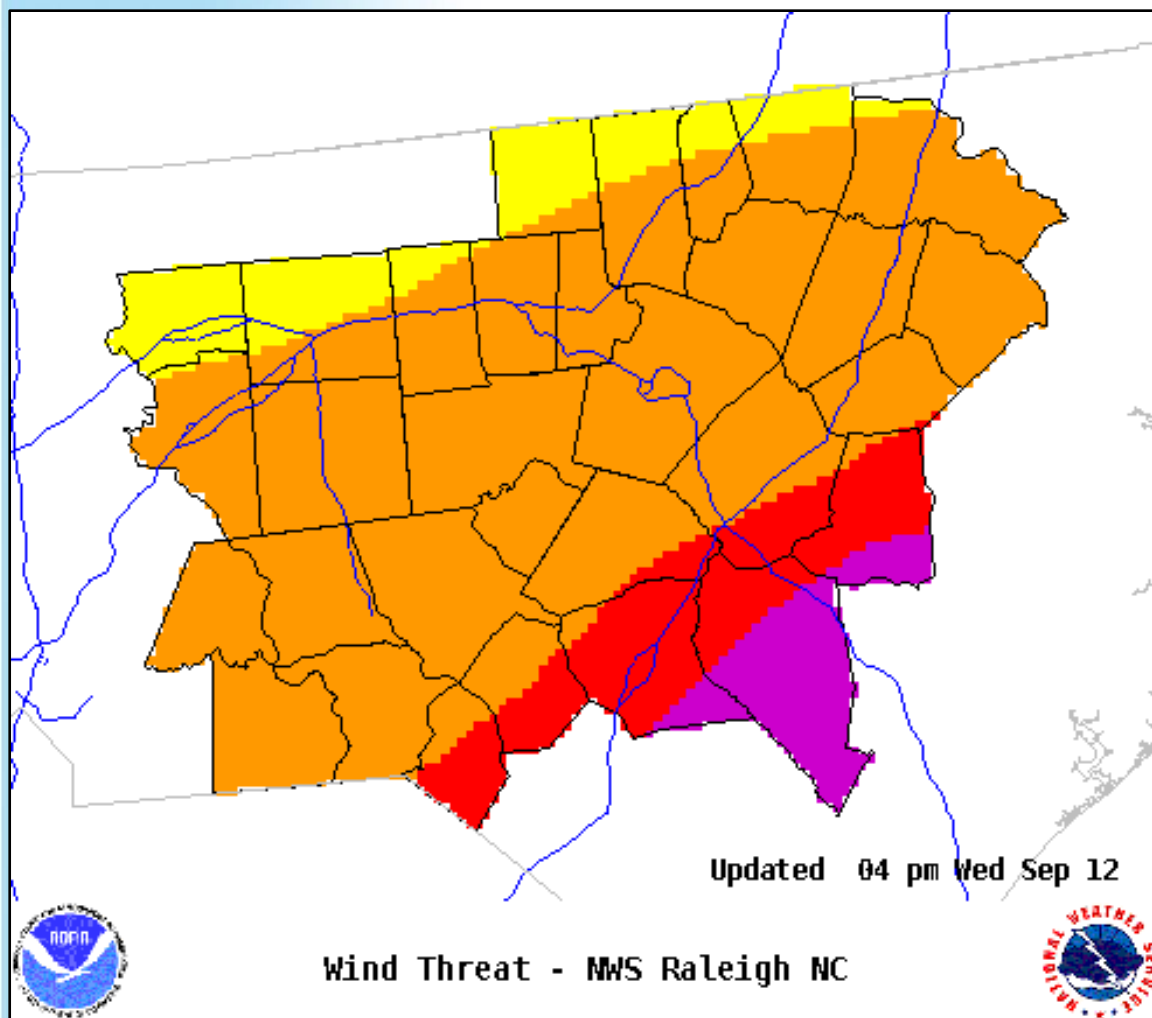 Updated 04 pm Wed Sep 12
Wind Threat - NWS Raleigh NC
NOAA
NATIONAL WEATHER SERVICE